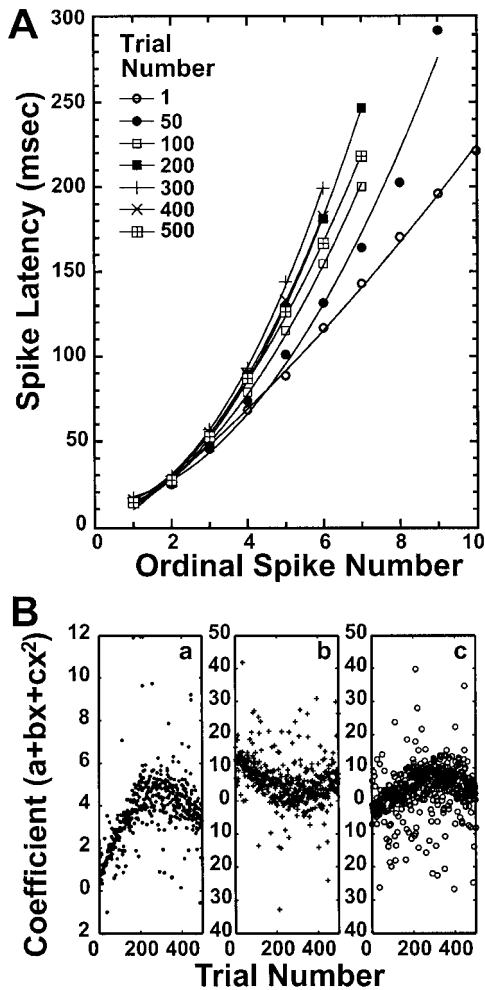 A
300
250
200
150
100
50
0
Spike Latency (msec)
Trial
Number
1
50
100
200
300
400
500
0 2 4 6 8 10
Ordinal Spike Number
B
Coefficient (a+bx+cx²)
12
10
8
6
4
2
0
2
a
0 200 400
50
40
30
20
10
0
10
20
30
40
b
0 200 400
50
40
30
20
10
0
10
20
30
40
c
0 200 400
Trial Number